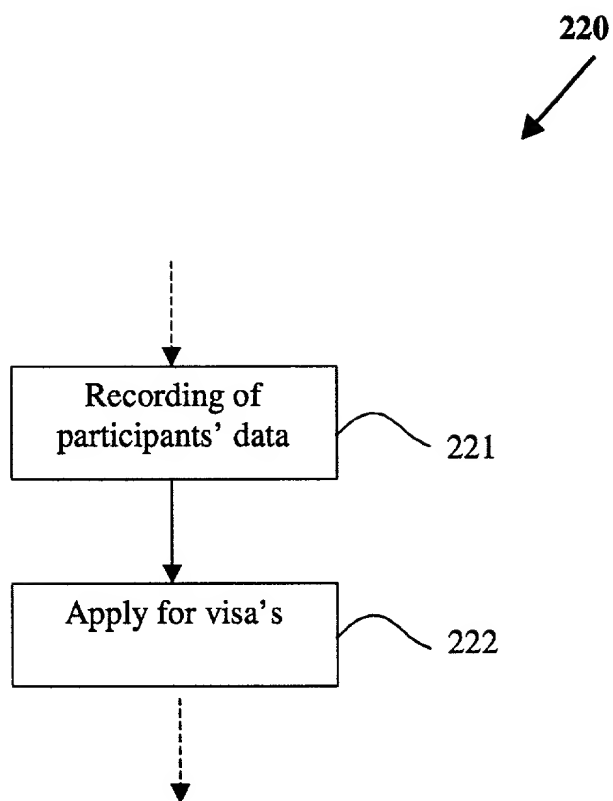 220
Recording of
participants’ data
221
Apply for visa's
222